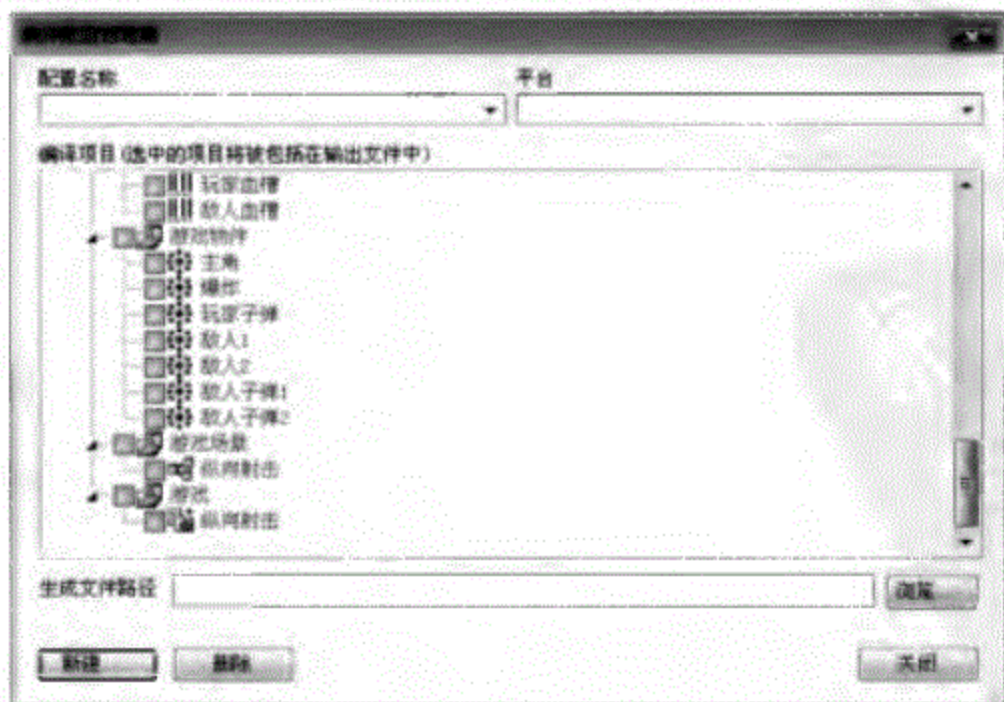 配置名称 平台
编译项目(选中的项目将被包括在输出文件中)
玩家血槽
敌人血槽
游戏物件
主角
爆炸
玩家子弹
敌人1
敌人2
敌人子弹1
敌人子弹2
游戏场景
纵向射击
游戏
纵向射击
生成文件路径 浏览
新建 删除 关闭